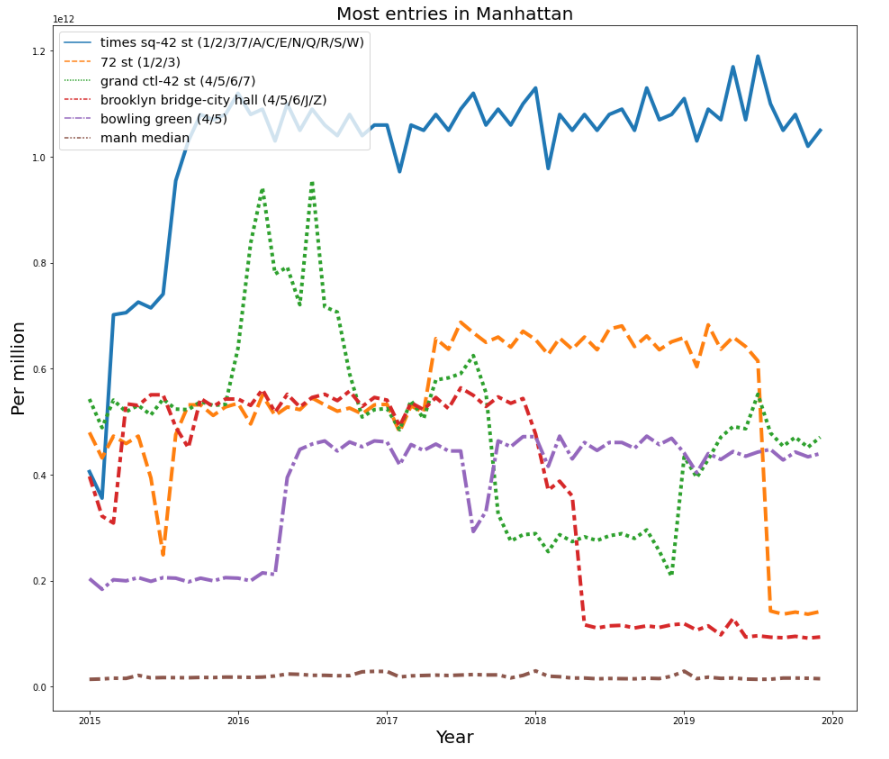 Most entries in Manhattan
1e12
times sq-42 st (1/2/3/7/A/C/E/N/Q/R/S/W)
72 st (1/2/3)
grand ctl-42 st (4/5/6/7)
brooklyn bridge-city hall (4/5/6/J/Z)
bowling green (4/5)
manh median
1.2
1.0
0.8
0.6
0.4
0.2
0.0
Per million
2015 2016 2017 2018 2019 2020
Year